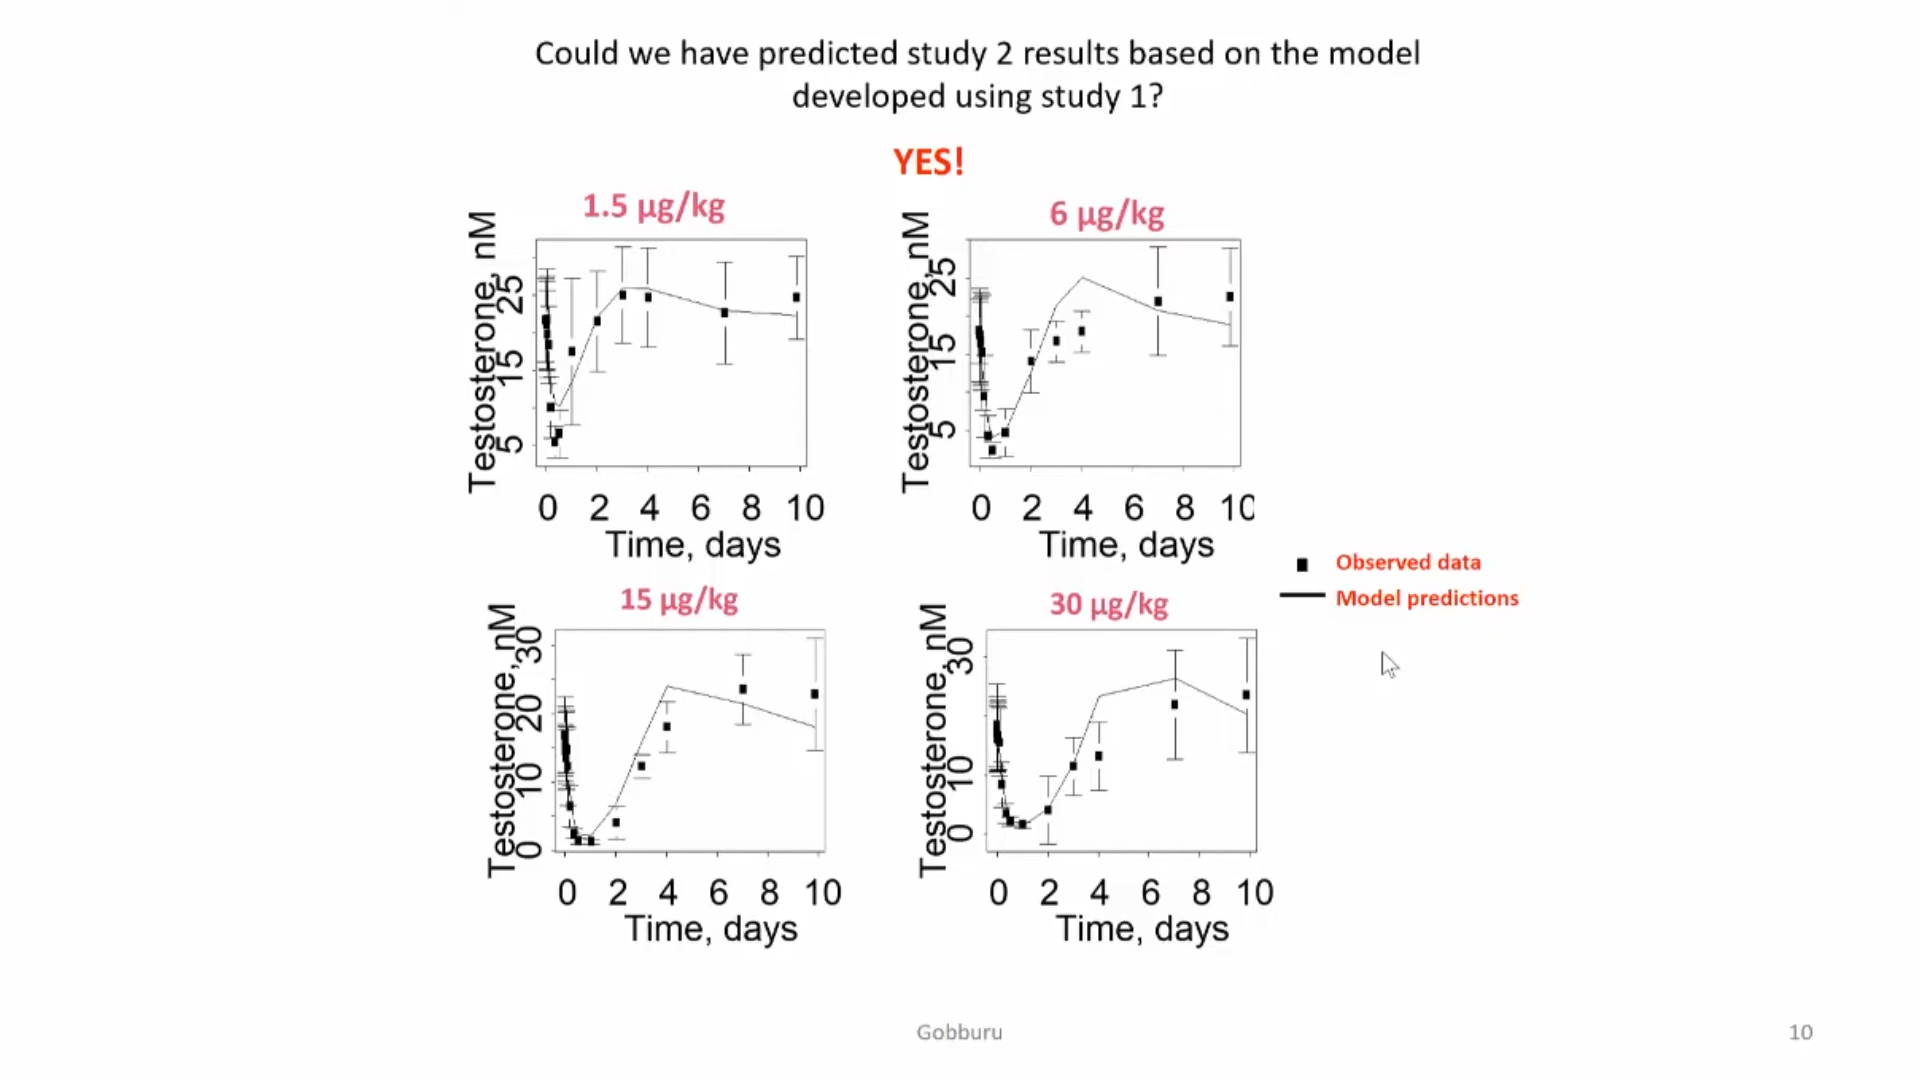 Could we have predicted study 2 results based on the model
developed using study 1?
YES!
1.5 µg/kg
Testosterone, nM
25
15
5
0 2 4 6 8 10
Time, days
6 µg/kg
Testosterone, nM
25
15
5
0 2 4 6 8 10
Time, days
Observed data
Model predictions
15 µg/kg
Testosterone, nM
30
20
10
0
0 2 4 6 8 10
Time, days
30 µg/kg
Testosterone, nM
30
10
0
0 2 4 6 8 10
Time, days
Gobburu
10